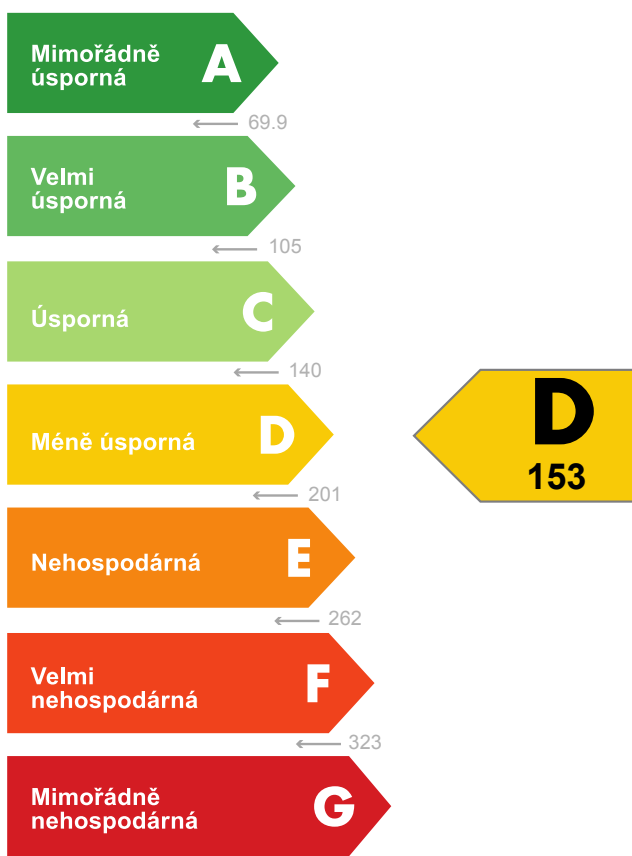 Mimořádně
úsporná
A
← 69.9
Velmi
úsporná
B
← 105
Úsporná
C
← 140
Méně úsporná
D
D
153
← 201
Nehospodárná
E
← 262
Velmi
nehospodárná
F
← 323
Mimořádně
nehospodárná
G